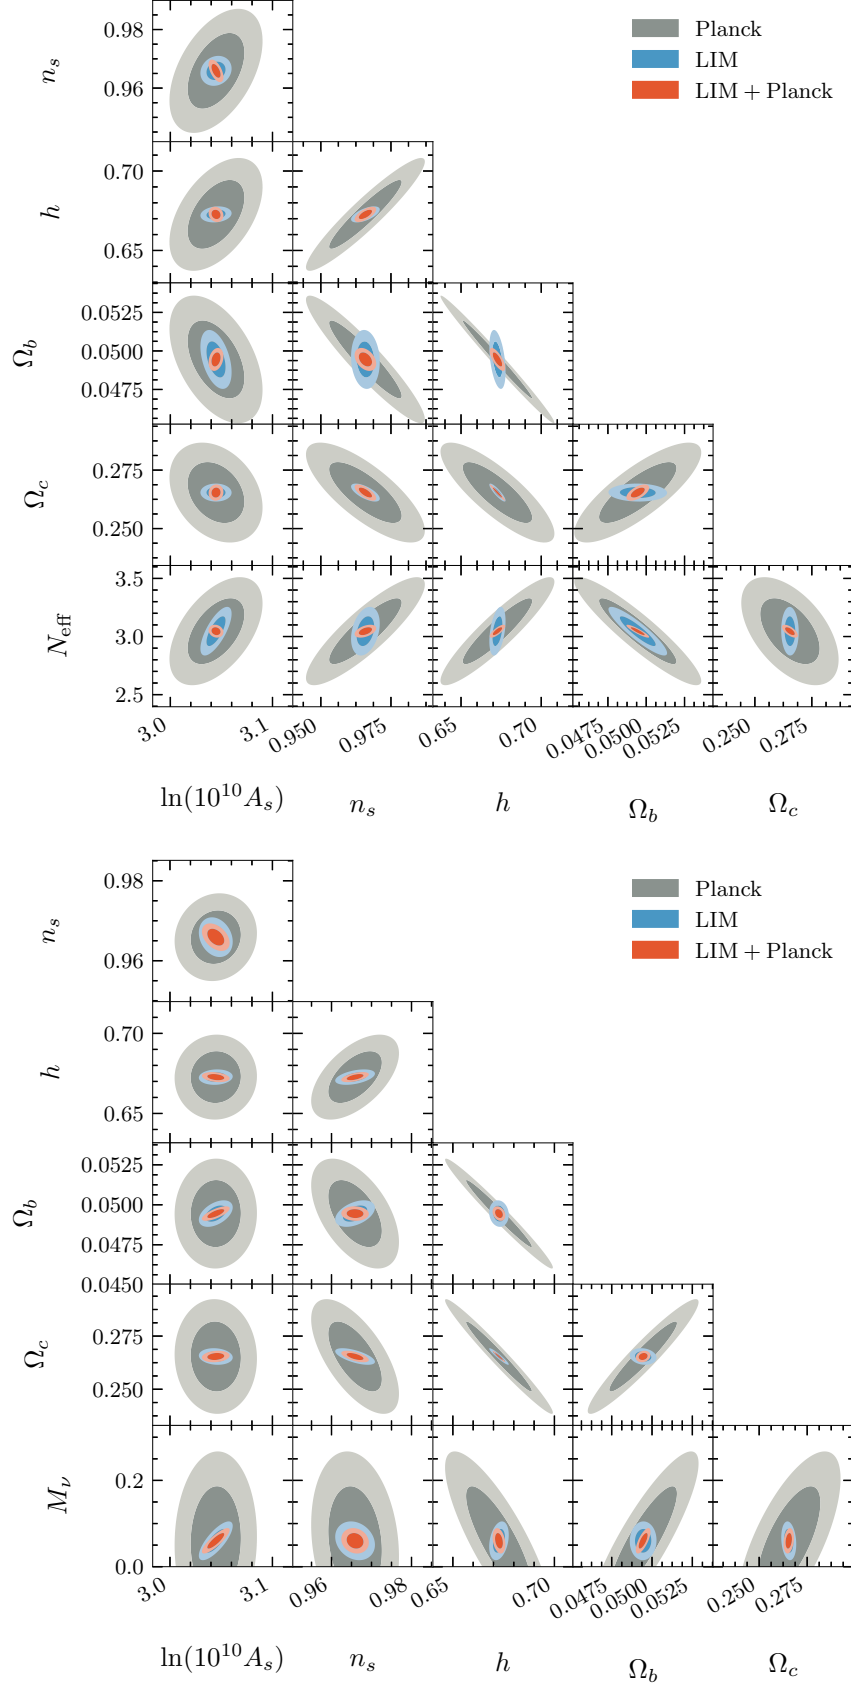 0.98
0.96
n_s
Planck
LIM
LIM + Planck
0.70
0.65
h
0.0525
0.0500
0.0475
Ω_b
0.275
0.250
Ω_c
3.5
3.0
2.5
N_eff
3.0 3.1 0.950 0.975 0.65 0.70 0.0475 0.0500 0.0525 0.250 0.275
ln(10^10 A_s) n_s h Ω_b Ω_c
0.98
0.96
n_s
Planck
LIM
LIM + Planck
0.70
0.65
h
0.0525
0.0500
0.0475
0.0450
Ω_b
0.275
0.250
Ω_c
0.2
0.0
M_ν
3.0 3.1 0.96 0.98 0.65 0.70 0.0475 0.0500 0.0525 0.250 0.275
ln(10^10 A_s) n_s h Ω_b Ω_c